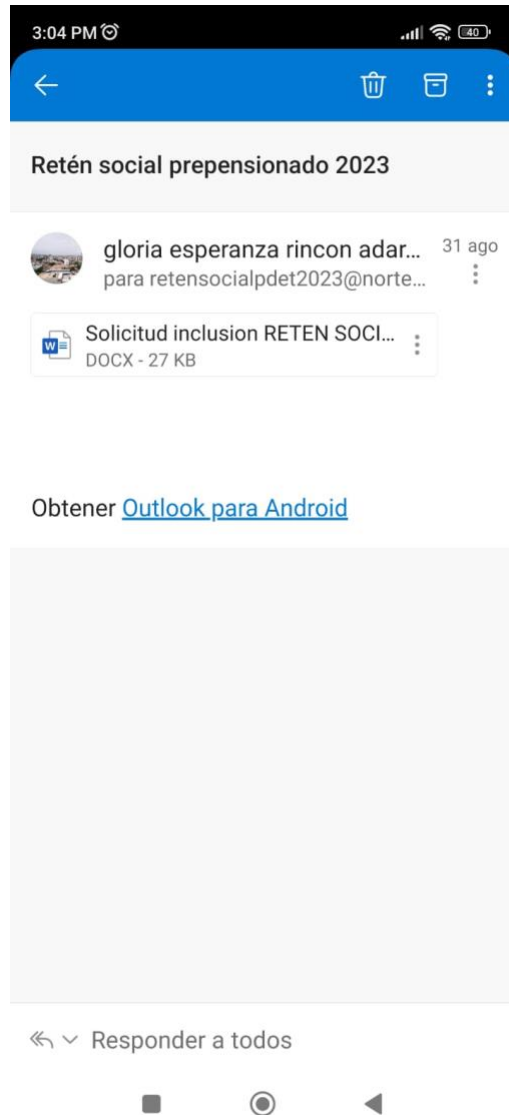 3:04 PM
40
Retén social prepensionado 2023
gloria esperanza rincon adar... 31 ago
para retensocialpdet2023@norte...
Solicitud inclusion RETEN SOCI...
W
DOCX - 27 KB
Obtener Outlook para Android
Responder a todos